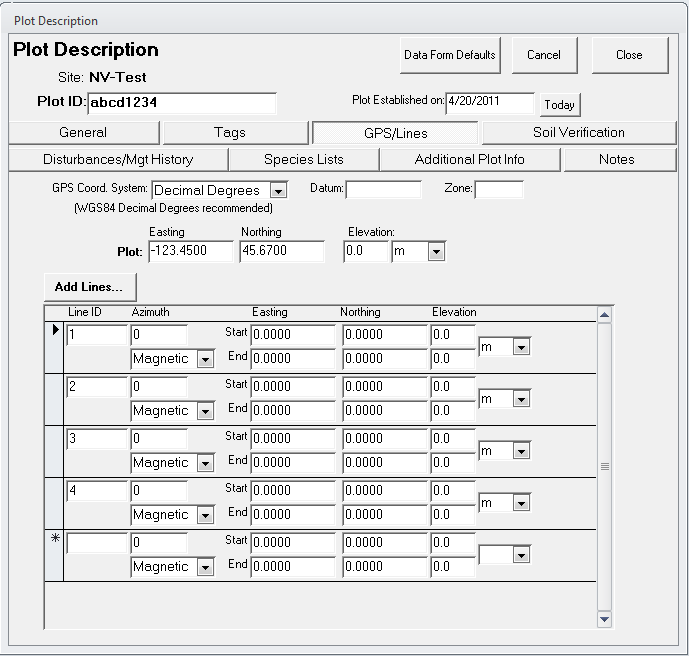 Plot Description
Plot Description
Data Form Defaults Cancel Close
Site: NV-Test
Plot ID: abcd1234 Plot Established on: 4/20/2011 Today
General Tags GPS/Lines Soil Verification
Disturbances/Mgt History Species Lists Additional Plot Info Notes
GPS Coord. System: Decimal Degrees Datum: Zone:
(WGS84 Decimal Degrees recommended)
Easting Northing Elevation:
Plot: -123.4500 45.6700 0.0 m
Add Lines...
Line ID Azimuth Easting Northing Elevation
1 0 Start 0.0000 0.0000 0.0 m
Magnetic End 0.0000 0.0000 0.0
2 0 Start 0.0000 0.0000 0.0 m
Magnetic End 0.0000 0.0000 0.0
3 0 Start 0.0000 0.0000 0.0 m
Magnetic End 0.0000 0.0000 0.0
4 0 Start 0.0000 0.0000 0.0 m
Magnetic End 0.0000 0.0000 0.0
* 0 Start 0.0000 0.0000 0.0
Magnetic End 0.0000 0.0000 0.0